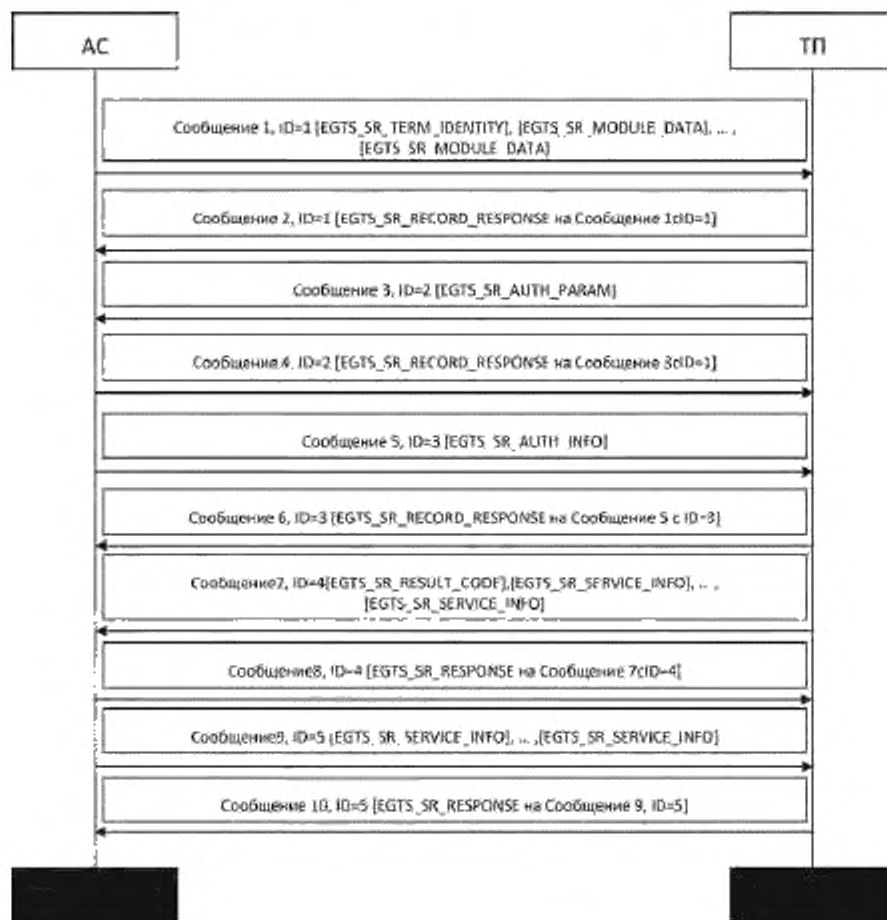 АС
ТП
Сообщение 1, ID=1 [EGTS_SR_TERM_IDENTITY], [EGTS_SR_MODULE_DATA], ... ,
[EGTS_SR_MODULE_DATA]
Сообщение 2, ID=1 [EGTS_SR_RECORD_RESPONSE на Сообщение 1cID=1]
Сообщение 3, ID=2 [EGTS_SR_AUTH_PARAM]
Сообщение 4, ID=2 [EGTS_SR_RECORD_RESPONSE на Сообщение 3cID=1]
Сообщение 5, ID=3 [EGTS_SR_AUTH_INFO]
Сообщение 6, ID=3 [EGTS_SR_RECORD_RESPONSE на Сообщение 5 с ID=3]
Сообщение7, ID=4[EGTS_SR_RESULT_CODE],[EGTS_SR_SERVICE_INFO], ... ,
[EGTS_SR_SERVICE_INFO]
Сообщение8, ID=4 [EGTS_SR_RESPONSE на Сообщение 7cID=4]
Сообщение9, ID=5 [EGTS_SR_SERVICE_INFO], ... ,[EGTS_SR_SERVICE_INFO]
Сообщение 10, ID=5 [EGTS_SR_RESPONSE на Сообщение 9, ID=5]